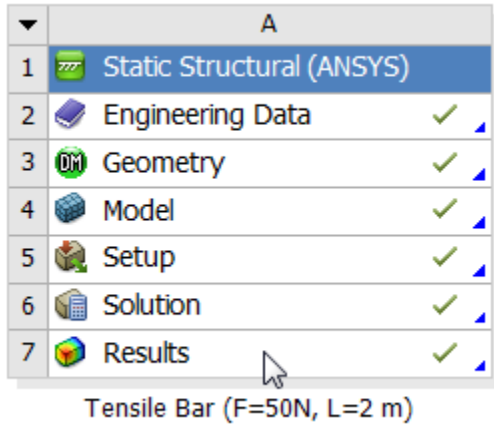 A
1 Static Structural (ANSYS)
2 Engineering Data
3 DM Geometry
4 Model
5 Setup
6 Solution
7 Results
Tensile Bar (F=50N, L=2 m)